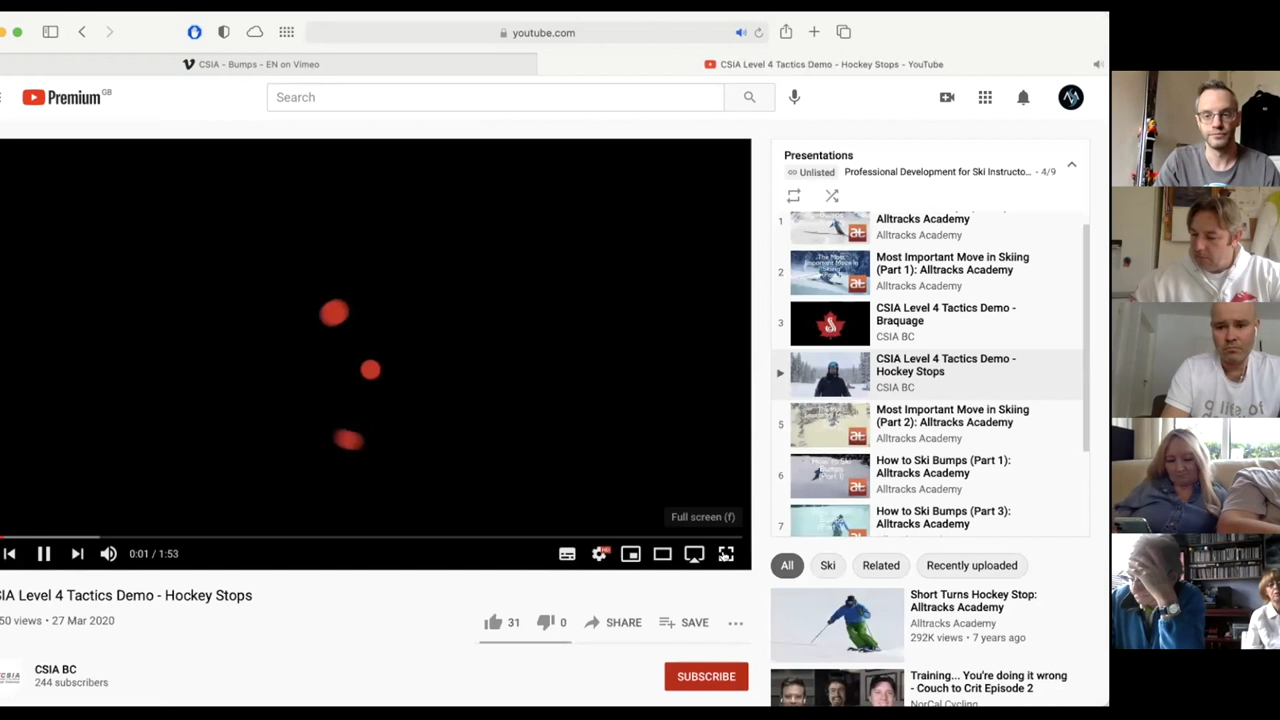 youtube.com
CSIA - Bumps - EN on Vimeo
CSIA Level 4 Tactics Demo - Hockey Stops - YouTube
Premium GB
Search
Presentations
Unlisted Professional Development for Ski Instructo... - 4/9
1
Alltracks Academy
Alltracks Academy
2
Most Important Move in Skiing
(Part 1): Alltracks Academy
Alltracks Academy
3
CSIA Level 4 Tactics Demo -
Braquage
CSIA BC
CSIA Level 4 Tactics Demo -
Hockey Stops
CSIA BC
5
Most Important Move in Skiing
(Part 2): Alltracks Academy
Alltracks Academy
6
How to Ski Bumps (Part 1):
Alltracks Academy
Alltracks Academy
7
How to Ski Bumps (Part 3):
Alltracks Academy
Full screen (f)
0:01 / 1:53
All Ski Related Recently uploaded
SIA Level 4 Tactics Demo - Hockey Stops
50 views • 27 Mar 2020
31 0 SHARE SAVE
CSIA BC
244 subscribers
SUBSCRIBE
Short Turns Hockey Stop:
Alltracks Academy
Alltracks Academy
292K views • 7 years ago
Training... You're doing it wrong
- Couch to Crit Episode 2
NorCal Cycling